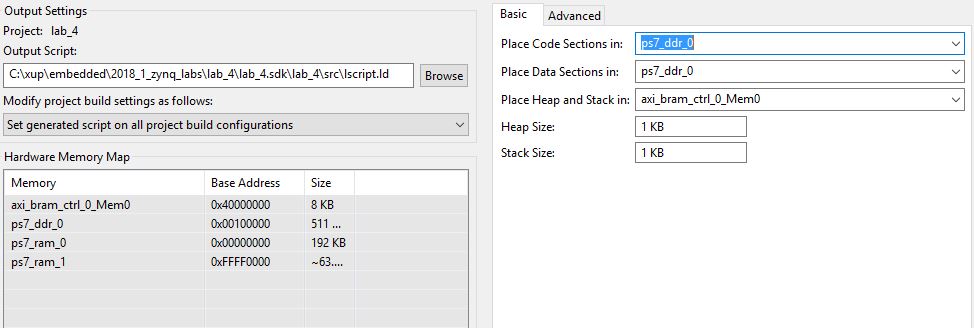 Output Settings
Project: lab_4
Output Script:
C:\xup\embedded\2018_1_zynq_labs\lab_4\lab_4.sdk\lab_4\src\lscript.ld
Browse
Modify project build settings as follows:
Set generated script on all project build configurations
Hardware Memory Map
Memory Base Address Size
axi_bram_ctrl_0_Mem0 0x40000000 8 KB
ps7_ddr_0 0x00100000 511 ...
ps7_ram_0 0x00000000 192 KB
ps7_ram_1 0xFFFF0000 ~63....
Basic Advanced
Place Code Sections in: ps7_ddr_0
Place Data Sections in: ps7_ddr_0
Place Heap and Stack in: axi_bram_ctrl_0_Mem0
Heap Size: 1 KB
Stack Size: 1 KB